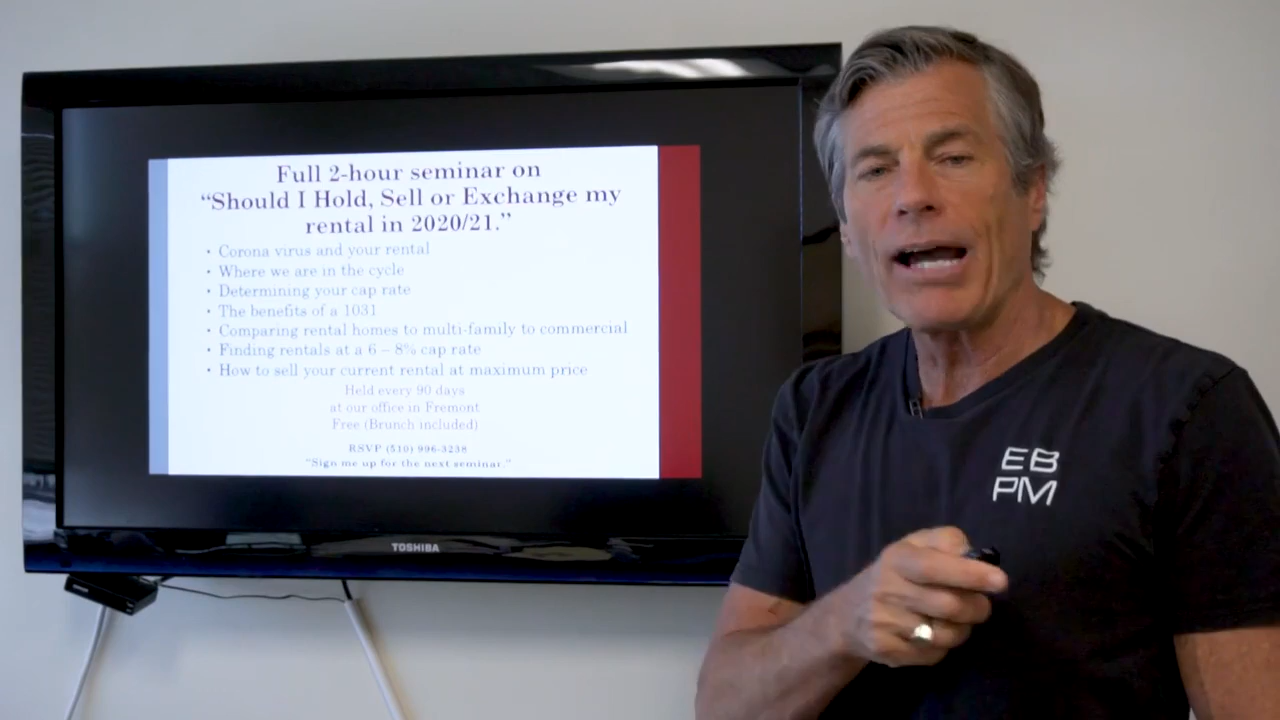 Full 2-hour seminar on
“Should I Hold, Sell or Exchange my
rental in 2020/21.”
• Corona virus and your rental
• Where we are in the cycle
• Determining your cap rate
• The benefits of a 1031
• Comparing rental homes to multi-family to commercial
• Finding rentals at a 6 – 8% cap rate
• How to sell your current rental at maximum price
Held every 90 days
at our office in Fremont
Free (Brunch included)
RSVP (510) 996-3238
"Sign me up for the next seminar."
TOSHIBA
EB
PM